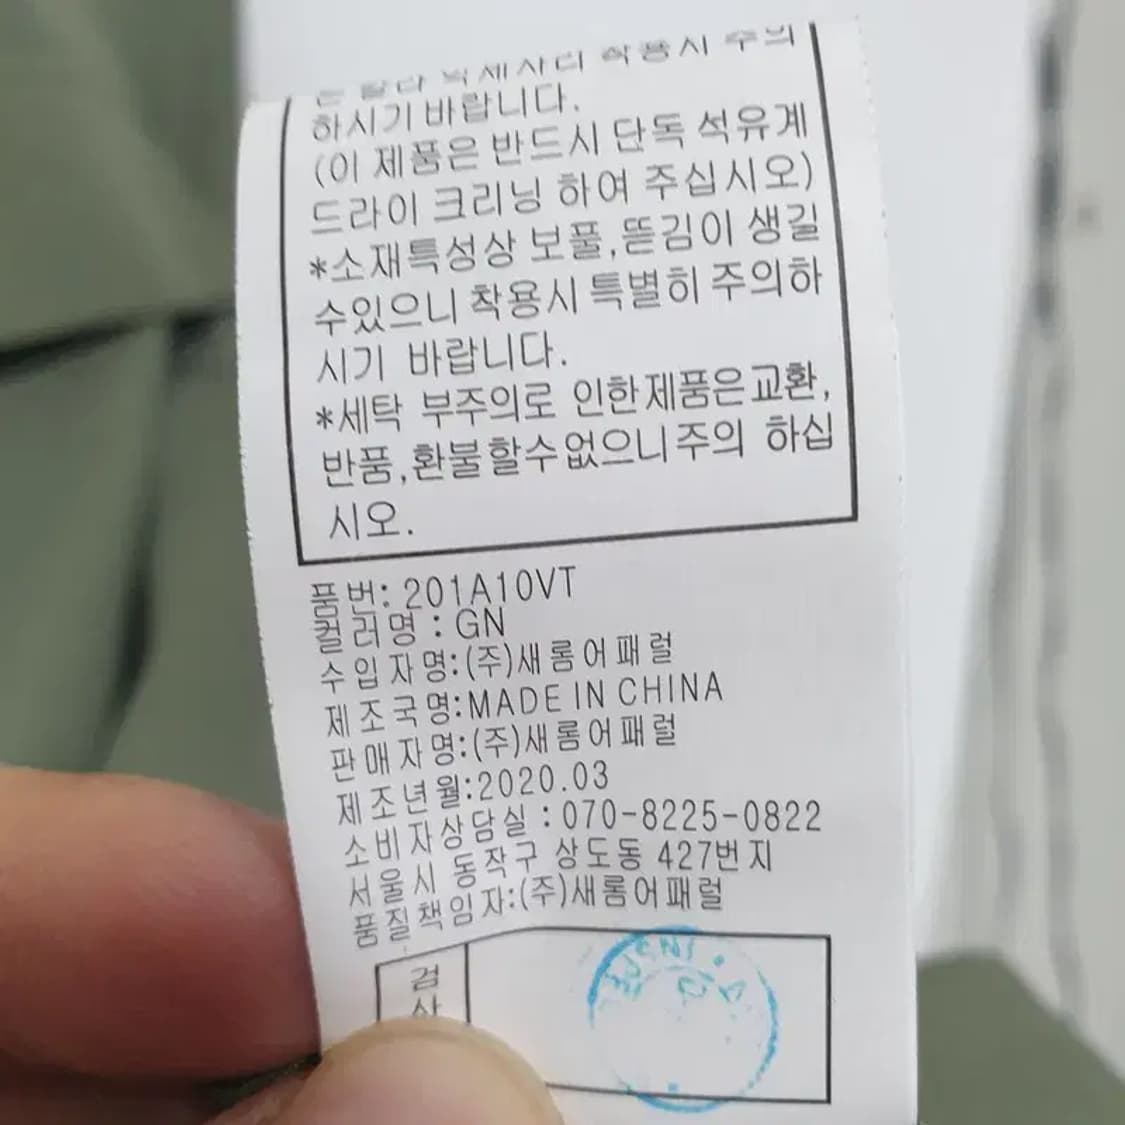 착용시 주의
하시기 바랍니다.
(이 제품은 반드시 단독 석유계
드라이 크리닝 하여 주십시오)
*소재특성상 보풀,뜯김이 생길
수있으니 착용시 특별히 주의하
시기 바랍니다.
*세탁 부주의로 인한제품은교환,
반품,환불할수없으니주의 하십
시오.
품번: 201A10VT
컬러명 : GN
수입자명:(주)새롬어패럴
제조국명:MADE IN CHINA
판매자명:(주)새롬어패럴
제조년월:2020.03
소비자상담실 : 070-8225-0822
서울시 동작구 상도동 427번지
품질책임자:(주)새롬어패럴
검